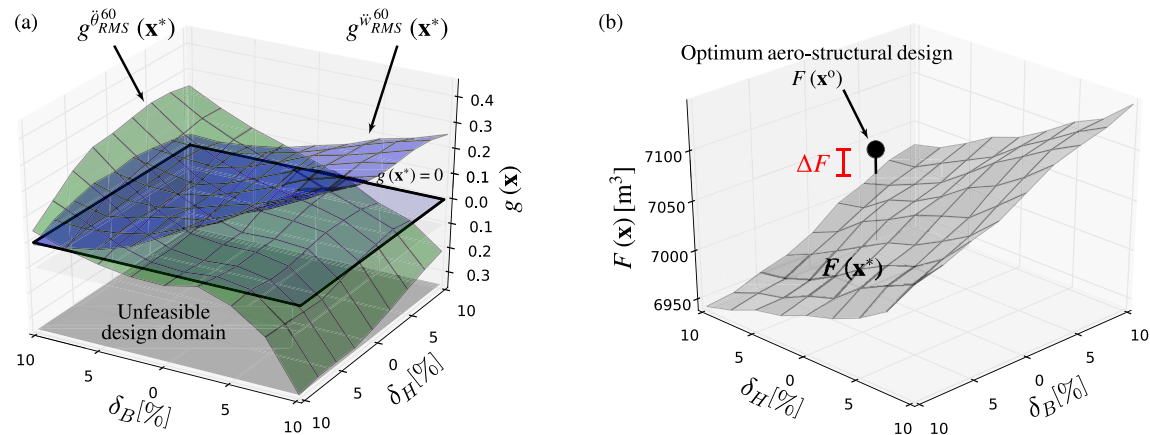 (a)
g^{\ddot{θ}_{RMS}^{60}} (x*)
g^{\ddot{w}_{RMS}^{60}} (x*)
0.4
0.3
0.2
0.1
0.0
0.1
0.2
0.3
g (x)
g (x*) = 0
Unfeasible
design domain
10
5
0
5
10
δ_B[%]
10
5
0
5
10
δ_H[%]
(b)
Optimum aero-structural design
F (x^o)
ΔF
F (x*)
7100
7050
7000
6950
F (x) [m³]
10
5
0
5
10
δ_H[%]
10
5
0
5
10
δ_B[%]